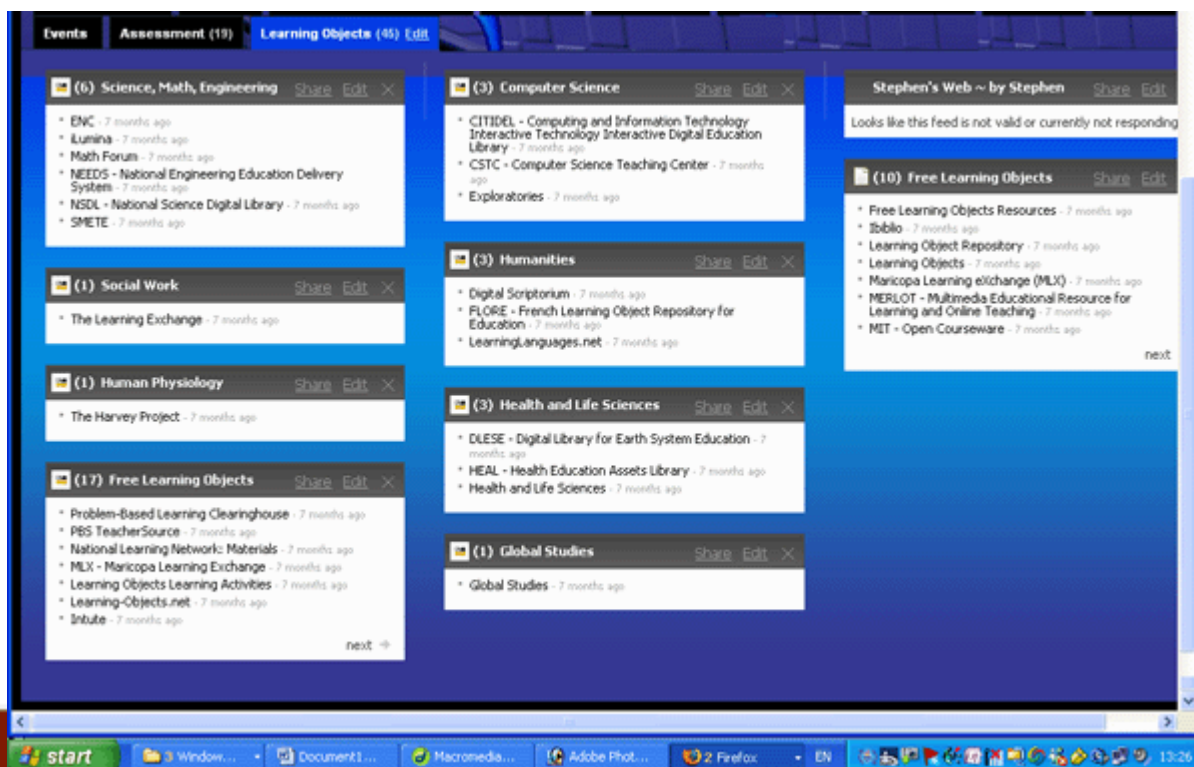 Events Assessment (19) Learning Objects (46) Edit
(6) Science, Math, Engineering Share Edit
ENC - 7 months ago
iLumina - 7 months ago
Math Forum - 7 months ago
NEEDS - National Engineering Education Delivery
System - 7 months ago
NSDL - National Science Digital Library - 7 months ago
SMETE - 7 months ago
(1) Social Work Share Edit
The Learning Exchange - 7 months ago
(1) Human Physiology Share Edit
The Harvey Project - 7 months ago
(17) Free Learning Objects Share Edit
Problem-Based Learning Clearinghouse - 7 months ago
PBS TeacherSource - 7 months ago
National Learning Network: Materials - 7 months ago
MLX - Maricopa Learning Exchange - 7 months ago
Learning Objects Learning Activities - 7 months ago
Learning-Objects.net - 7 months ago
Intute - 7 months ago
next
(3) Computer Science Share Edit
CITIDEL - Computing and Information Technology
Interactive Technology Interactive Digital Education
Library - 7 months ago
CSTC - Computer Science Teaching Center - 7 months
ago
Exploratories - 7 months ago
(3) Humanities Share Edit
Digital Scriptorium - 7 months ago
FLORE - French Learning Object Repository for
Education - 7 months ago
LearningLanguages.net - 7 months ago
(3) Health and Life Sciences Share Edit
DLESE - Digital Library for Earth System Education - 7
months ago
HEAL - Health Education Assets Library - 7 months ago
Health and Life Sciences - 7 months ago
(1) Global Studies Share Edit
Global Studies - 7 months ago
Stephen's Web ~ by Stephen Share Edit
Looks like this feed is not valid or currently not responding
(10) Free Learning Objects Share Edit
Free Learning Objects Resources - 7 months ago
Ibiblio - 7 months ago
Learning Object Repository - 7 months ago
Learning Objects - 7 months ago
Maricopa Learning eXchange (MLX) - 7 months ago
MERLOT - Multimedia Educational Resource for
Learning and Online Teaching - 7 months ago
MIT - Open Courseware - 7 months ago
next
start 3 Window... Document1... Macromedia... Adobe Phot... 2 Firefox EN 13:26